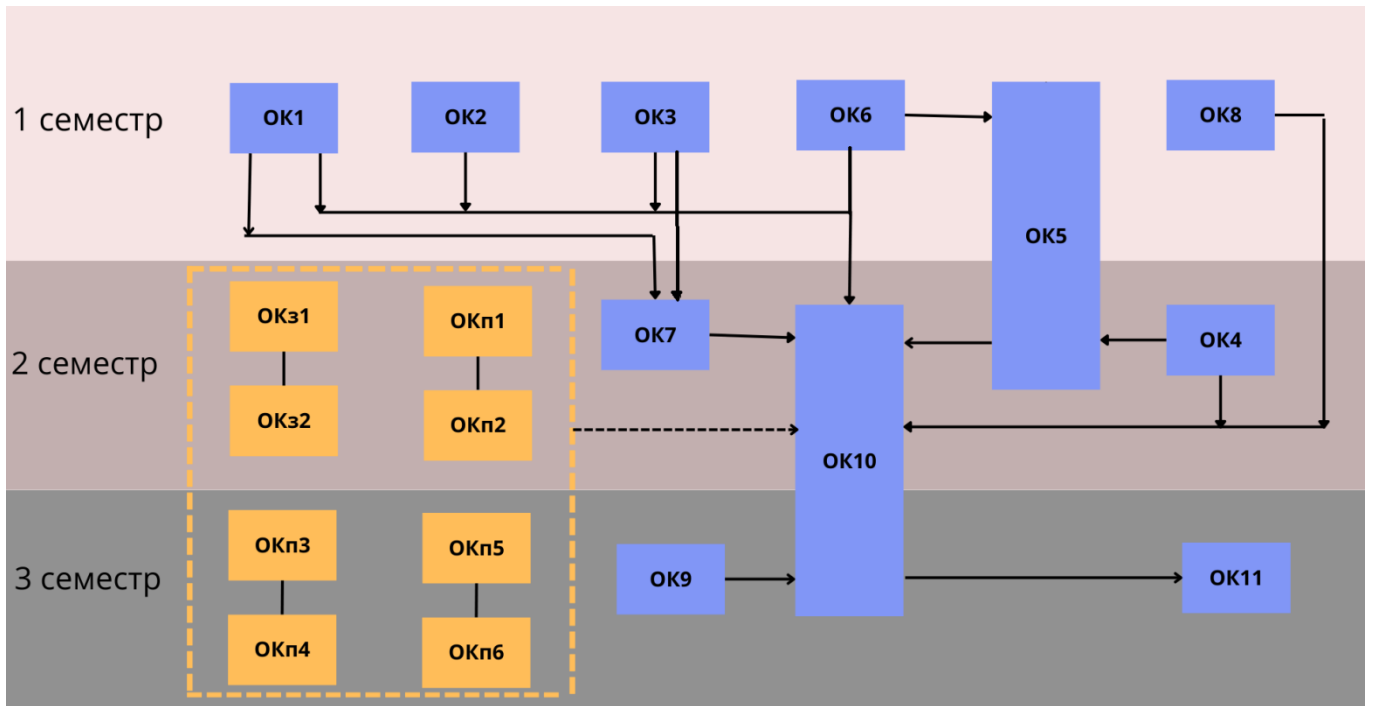 1 семестр
ОК1
ОК2
ОК3
ОК6
ОК5
ОК8
2 семестр
ОКз1
ОКп1
ОКз2
ОКп2
ОК7
ОК10
ОК4
3 семестр
ОКп3
ОКп5
ОКп4
ОКп6
ОК9
ОК11